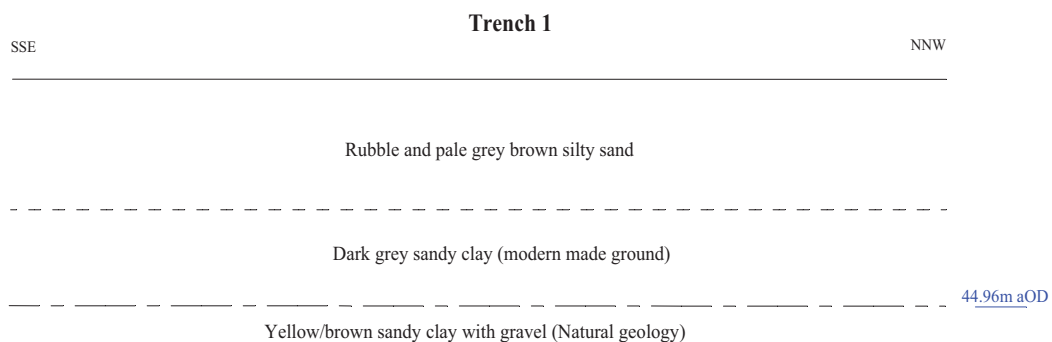 Trench 1
SSE NNW
Rubble and pale grey brown silty sand
Dark grey sandy clay (modern made ground)
44.96m aOD
Yellow/brown sandy clay with gravel (Natural geology)